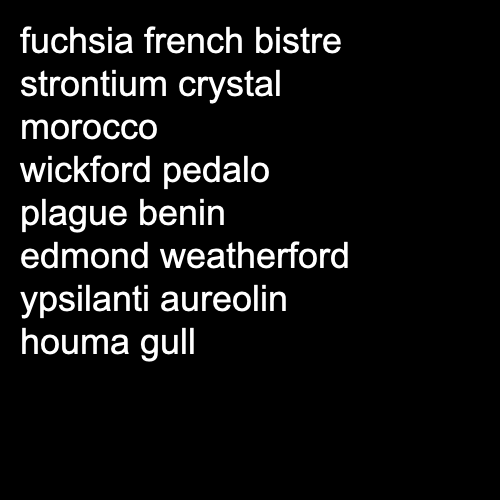 fuchsia french bistre
strontium crystal
morocco
wickford pedalo
plague benin
edmond weatherford
ypsilanti aureolin
houma gull